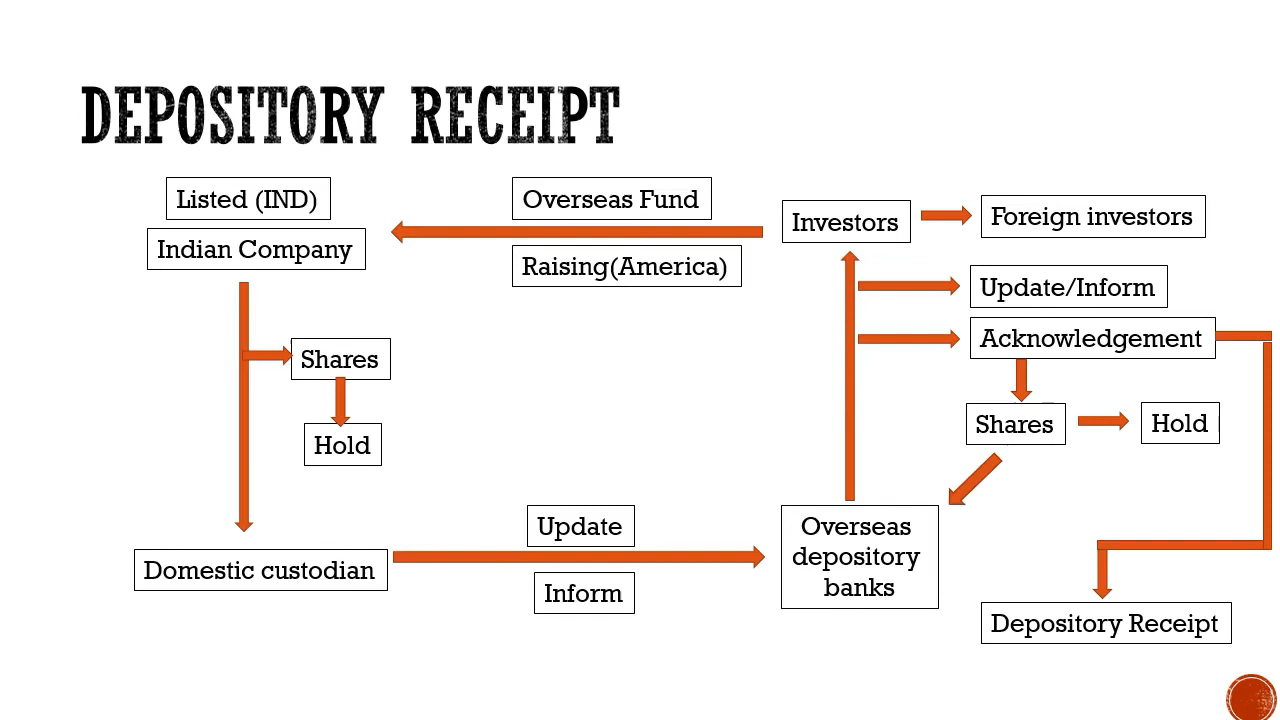 DEPOSITORY RECEIPT
Listed (IND)
Indian Company
Overseas Fund
Raising(America)
Investors
Foreign investors
Update/Inform
Acknowledgement
Shares
Hold
Shares
Hold
Domestic custodian
Update
Inform
Overseas
depository
banks
Depository Receipt